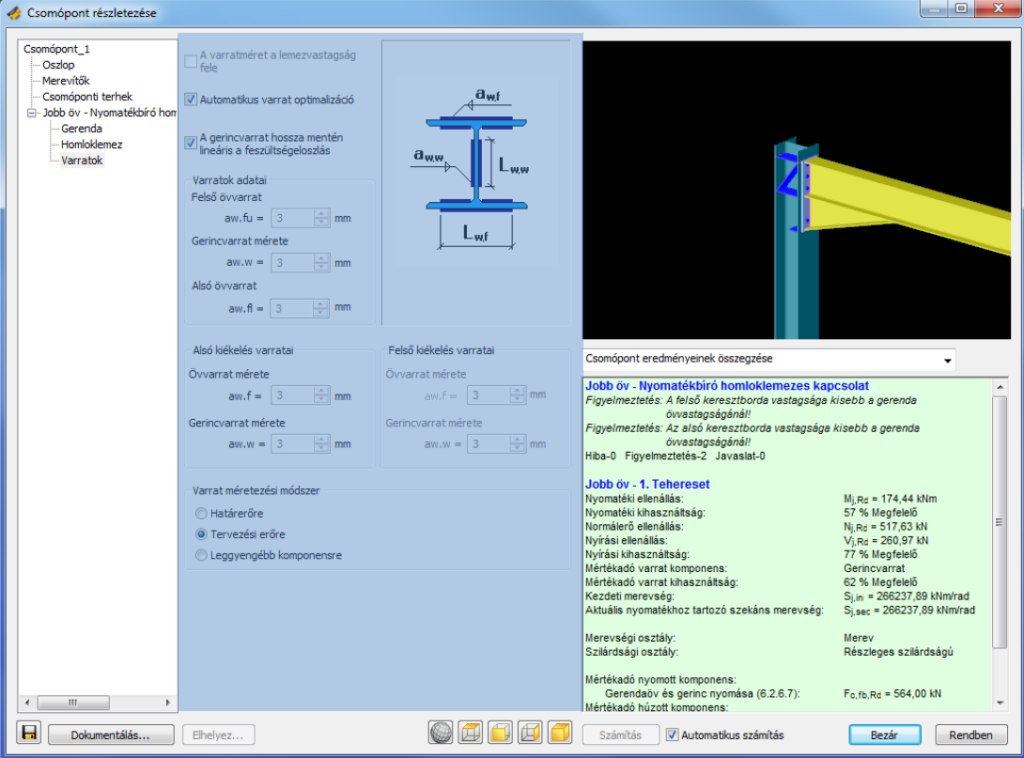 Csomópont részletezése
Csomópont_1
Oszlop
Merevítők
Csomóponti terhek
Jobb öv - Nyomatékbíró hom
Gerenda
Homloklemez
Varratok
A varratméret a lemezvastagság
fele
Automatikus varrat optimalizáció
A gerincvarrat hossza mentén
lineáris a feszültségeloszlás
Varratok adatai
Felső övvarrat
aw.fu = 3 mm
Gerincvarrat mérete
aw.w = 3 mm
Alsó övvarrat
aw.fl = 3 mm
aw,f
aw,w
Lw,w
Lw,f
Alsó kiékelés varratai
Övvarrat mérete
aw.f = 3 mm
Gerincvarrat mérete
aw.w = 3 mm
Felső kiékelés varratai
Övvarrat mérete
aw.f = 3 mm
Gerincvarrat mérete
aw.w = 3 mm
Varrat méretezési módszer
Határerőre
Tervezési erőre
Leggyengébb komponensre
Csomópont eredményeinek összegzése
Jobb öv - Nyomatékbíró homloklemezes kapcsolat
Figyelmeztetés: A felső keresztborda vastagsága kisebb a gerenda
övvastagságánál!
Figyelmeztetés: Az alsó keresztborda vastagsága kisebb a gerenda
övvastagságánál!
Hiba-0 Figyelmeztetés-2 Javaslat-0
Jobb öv - 1. Tehereset
Nyomatéki ellenállás: Mj,Rd = 174,44 kNm
Nyomatéki kihasználtság: 57 % Megfelelő
Normálerő ellenállás: Nj,Rd = 517,63 kN
Nyírási ellenállás: Vj,Rd = 260,97 kN
Nyírási kihasználtság: 77 % Megfelelő
Mértékadó varrat komponens: Gerincvarrat
Mértékadó varrat kihasználtság: 62 % Megfelelő
Kezdeti merevség: Sj,ini = 266237,89 kNm/rad
Aktuális nyomatékhoz tartozó szekáns merevség: Sj,sec = 266237,89 kNm/rad
Merevségi osztály: Merev
Szilárdsági osztály: Részleges szilárdságú
Mértékadó nyomott komponens:
Gerendaöv és gerinc nyomása (6.2.6.7): Fc,fb,Rd = 564,00 kN
Mértékadó húzott komponens:
Dokumentálás... Elhelyez... Számítás Automatikus számítás Bezár Rendben